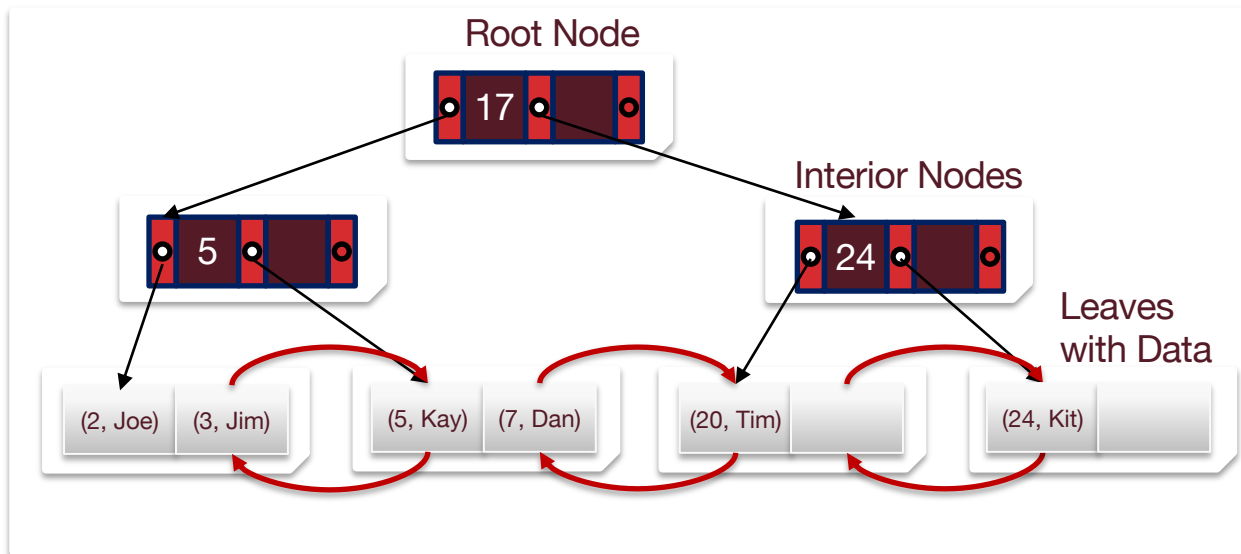 Root Node
17
Interior Nodes
5
24
Leaves
with Data
(2, Joe)
(3, Jim)
(5, Kay)
(7, Dan)
(20, Tim)
(24, Kit)